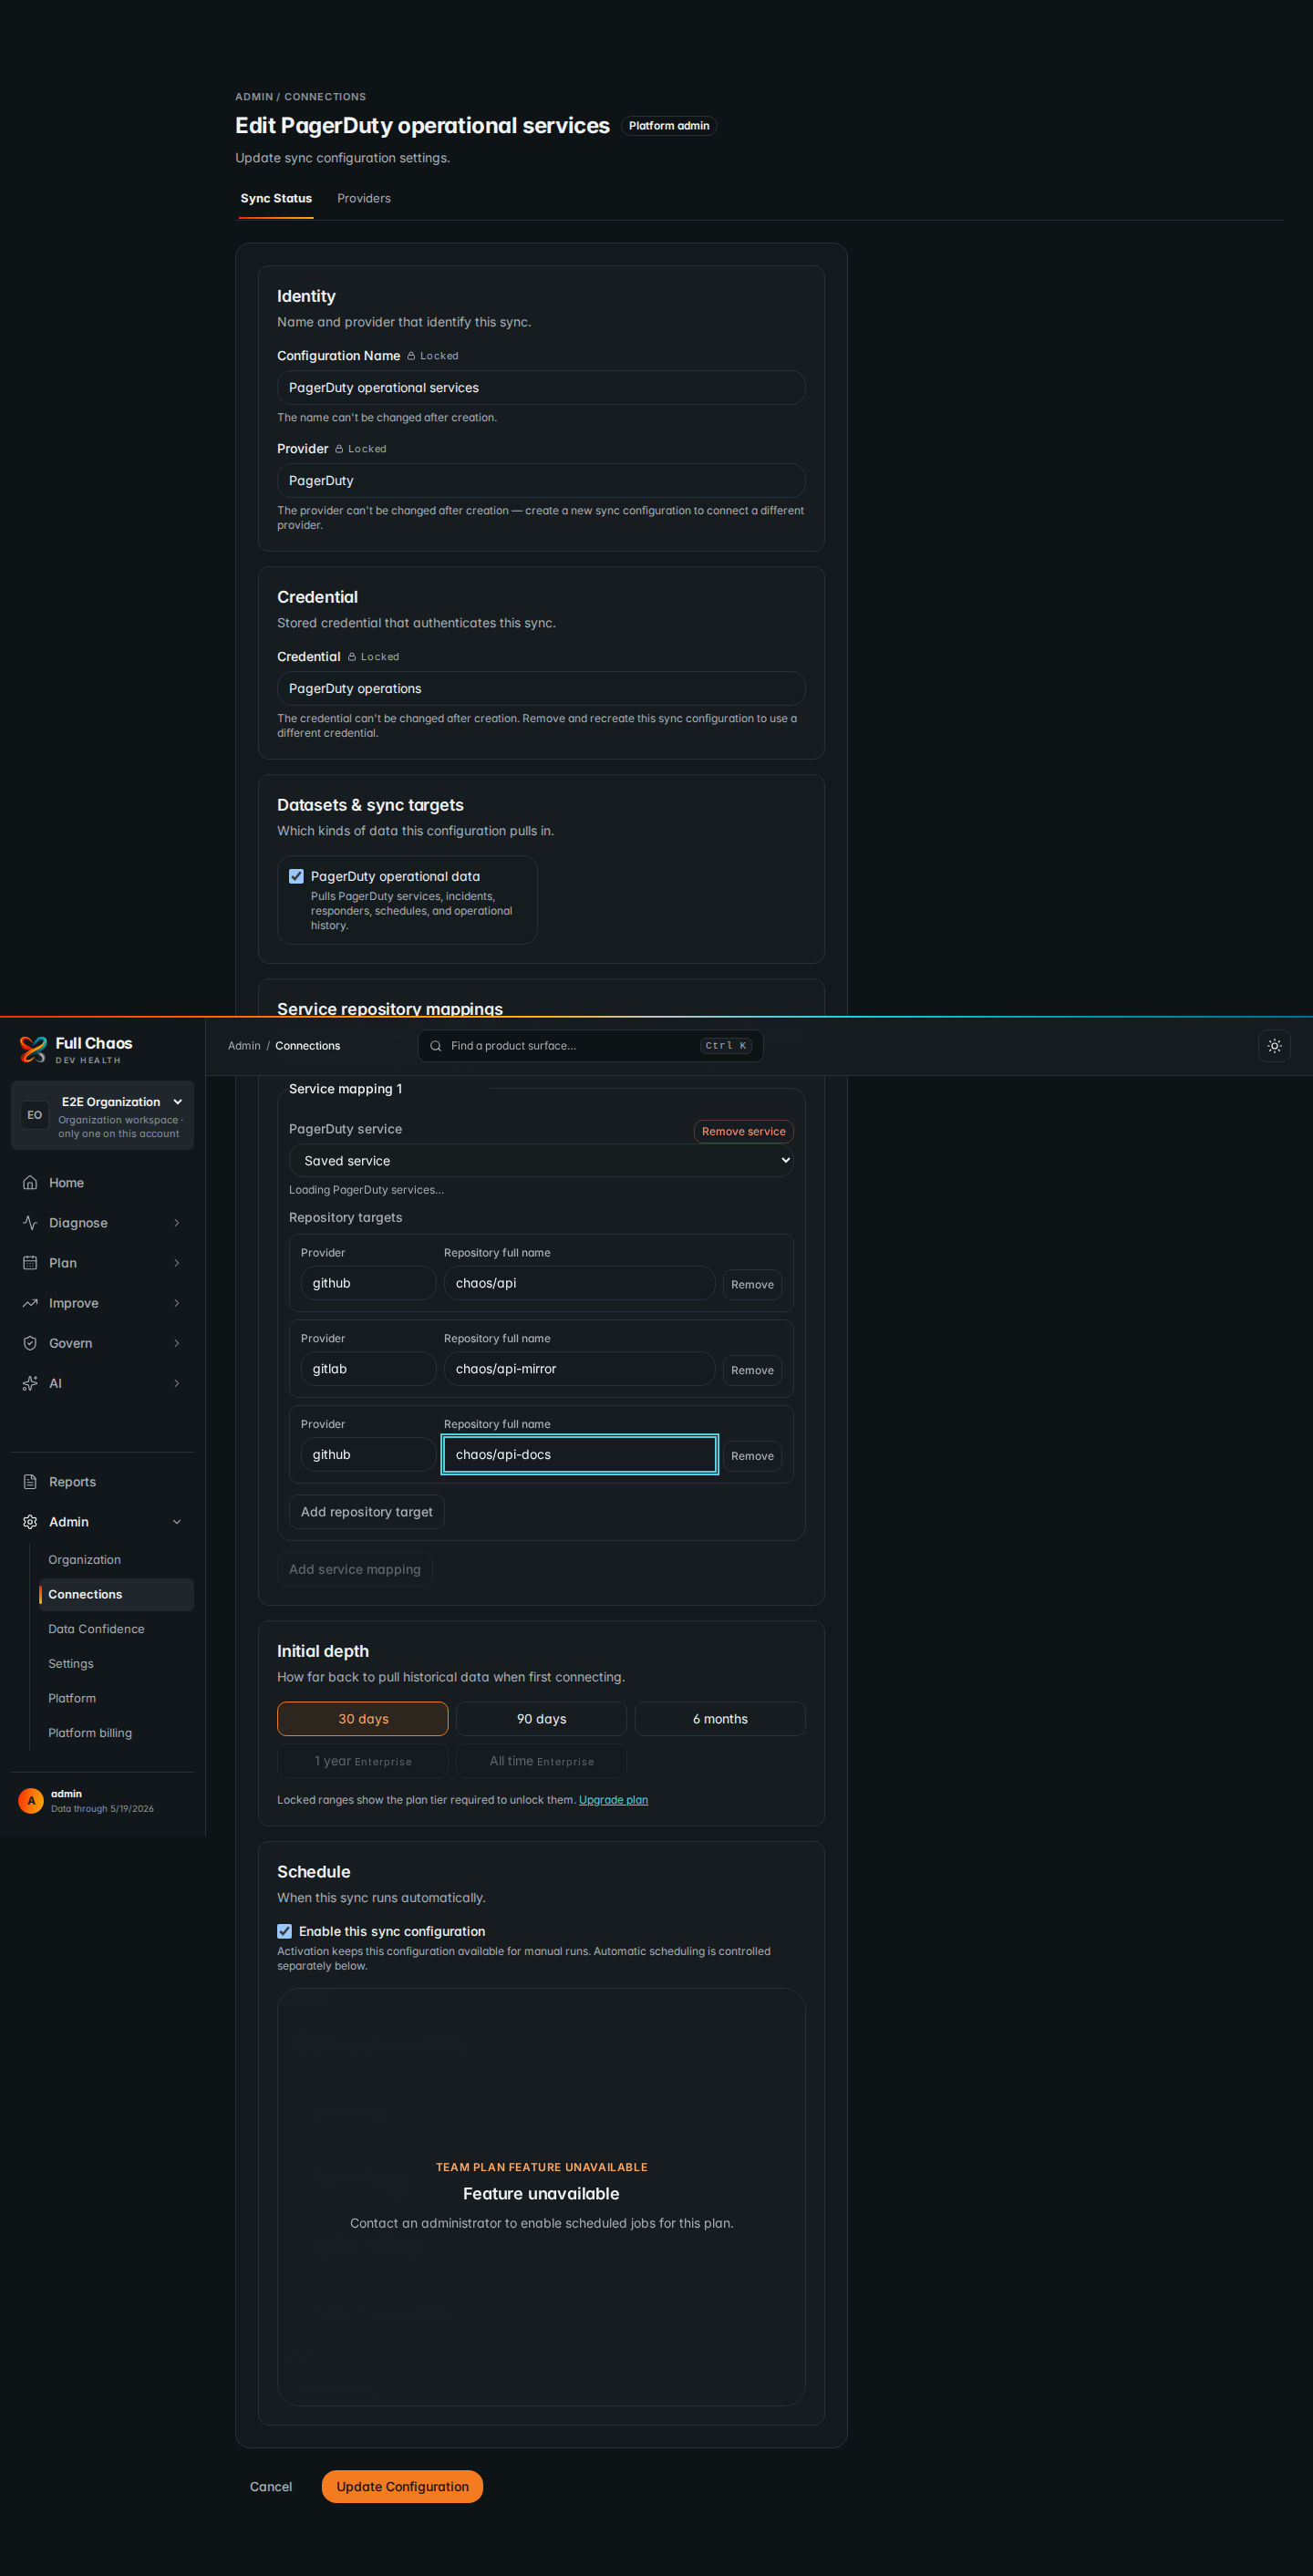 ADMIN / CONNECTIONS
Edit PagerDuty operational services
Platform admin
Update sync configuration settings.
Sync Status
Providers
Identity
Name and provider that identify this sync.
Configuration Name
Locked
PagerDuty operational services
The name can't be changed after creation.
Provider
Locked
PagerDuty
The provider can't be changed after creation — create a new sync configuration to connect a different
provider.
Credential
Stored credential that authenticates this sync.
Credential
Locked
PagerDuty operations
The credential can't be changed after creation. Remove and recreate this sync configuration to use a
different credential.
Datasets & sync targets
Which kinds of data this configuration pulls in.
PagerDuty operational data
Pulls PagerDuty services, incidents,
responders, schedules, and operational
history.
Service repository mappings
Full Chaos
DEV HEALTH
Admin / Connections
Find a product surface...
Ctrl K
EO
E2E Organization
Organization workspace ·
only one on this account
Home
Diagnose
Plan
Improve
Govern
AI
Reports
Admin
Organization
Connections
Data Confidence
Settings
Platform
Platform billing
A
admin
Data through 5/19/2026
Service mapping 1
PagerDuty service
Remove service
Saved service
Loading PagerDuty services...
Repository targets
Provider
Repository full name
github
chaos/api
Remove
Provider
Repository full name
gitlab
chaos/api-mirror
Remove
Provider
Repository full name
github
chaos/api-docs
Remove
Add repository target
Add service mapping
Initial depth
How far back to pull historical data when first connecting.
30 days
90 days
6 months
1 year Enterprise
All time Enterprise
Locked ranges show the plan tier required to unlock them. Upgrade plan
Schedule
When this sync runs automatically.
Enable this sync configuration
Activation keeps this configuration available for manual runs. Automatic scheduling is controlled
separately below.
TEAM PLAN FEATURE UNAVAILABLE
Feature unavailable
Contact an administrator to enable scheduled jobs for this plan.
Cancel
Update Configuration